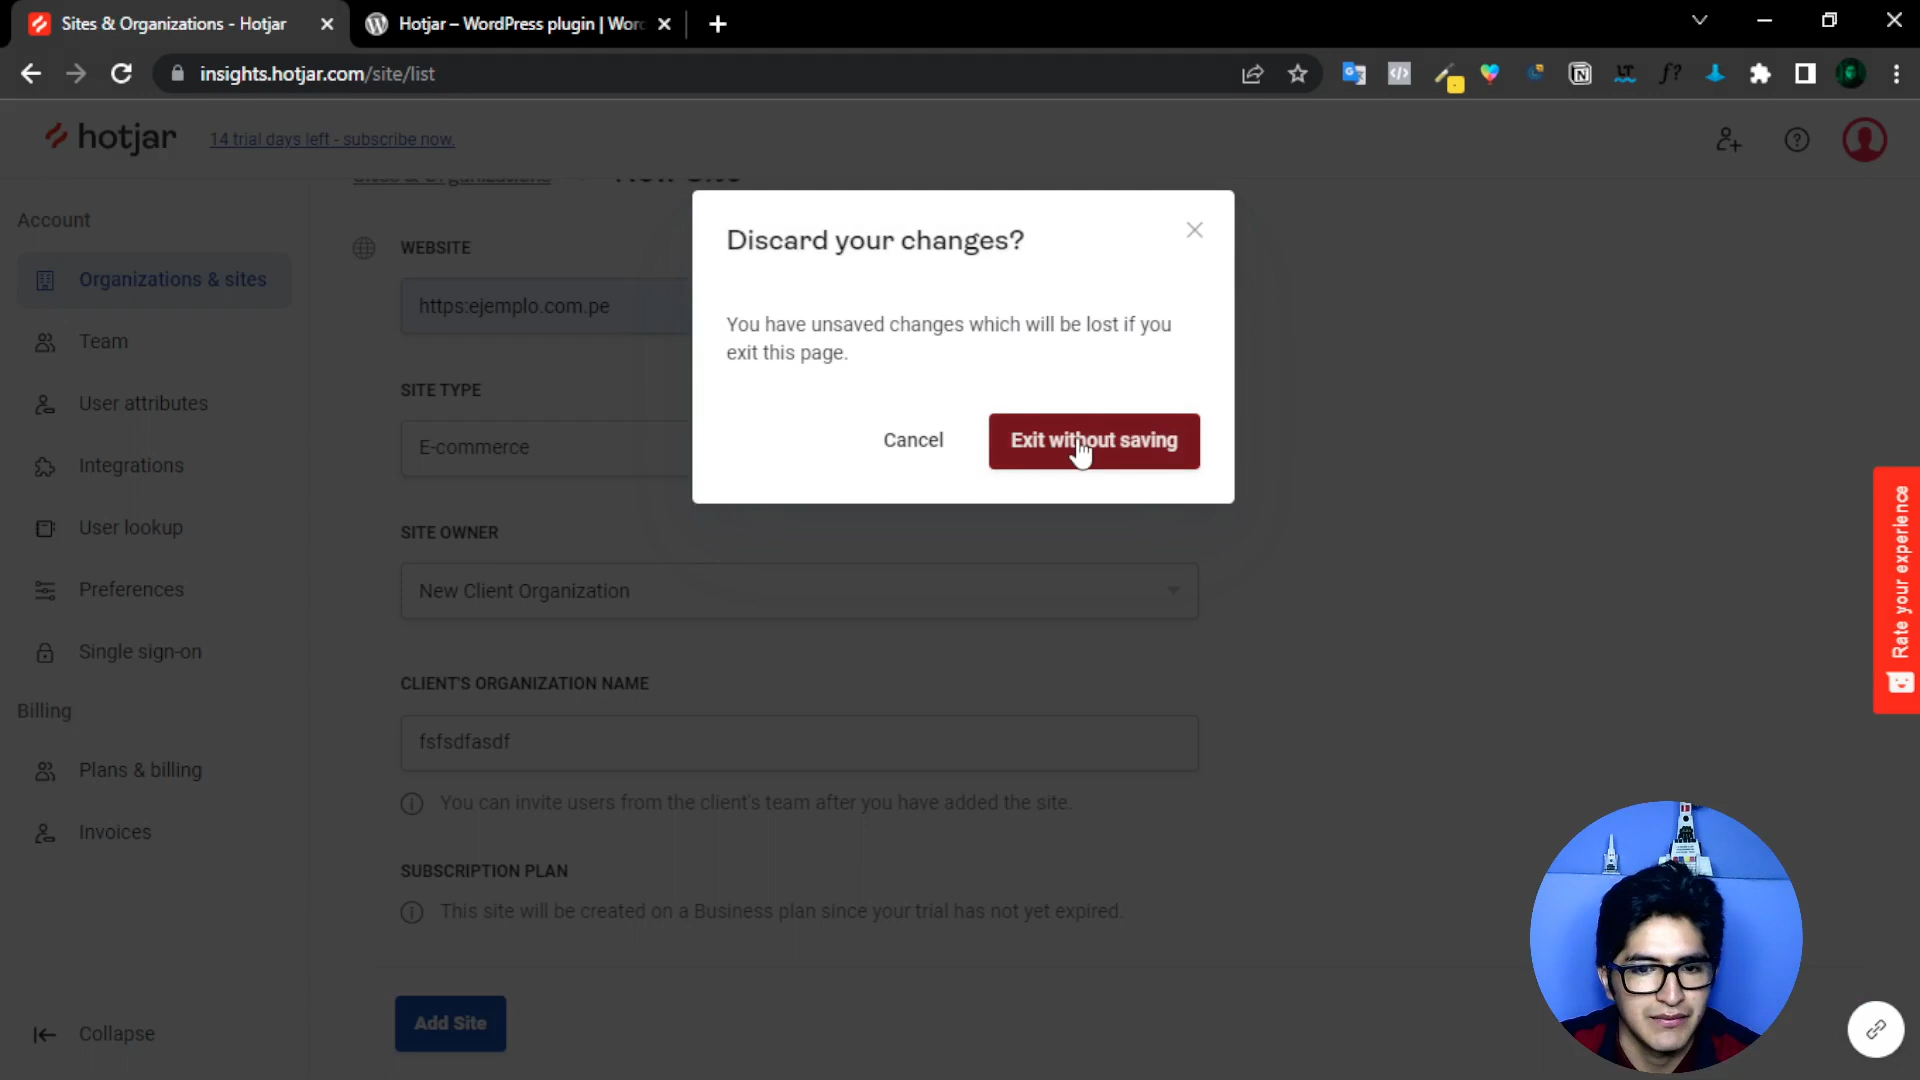 Sites & Organizations - Hotjar
Hotjar – WordPress plugin | Wor
insights.hotjar.com/site/list
hotjar
14 trial days left - subscribe now.
Account
Organizations & sites
Team
User attributes
Integrations
User lookup
Preferences
Single sign-on
Billing
Plans & billing
Invoices
Collapse
Sites & Organizations
New Site
WEBSITE
https:ejemplo.com.pe
SITE TYPE
E-commerce
SITE OWNER
New Client Organization
CLIENT'S ORGANIZATION NAME
fsfsdfasdf
You can invite users from the client's team after you have added the site.
SUBSCRIPTION PLAN
This site will be created on a Business plan since your trial has not yet expired.
Add Site
Discard your changes?
You have unsaved changes which will be lost if you
exit this page.
Cancel
Exit without saving
Rate your experience